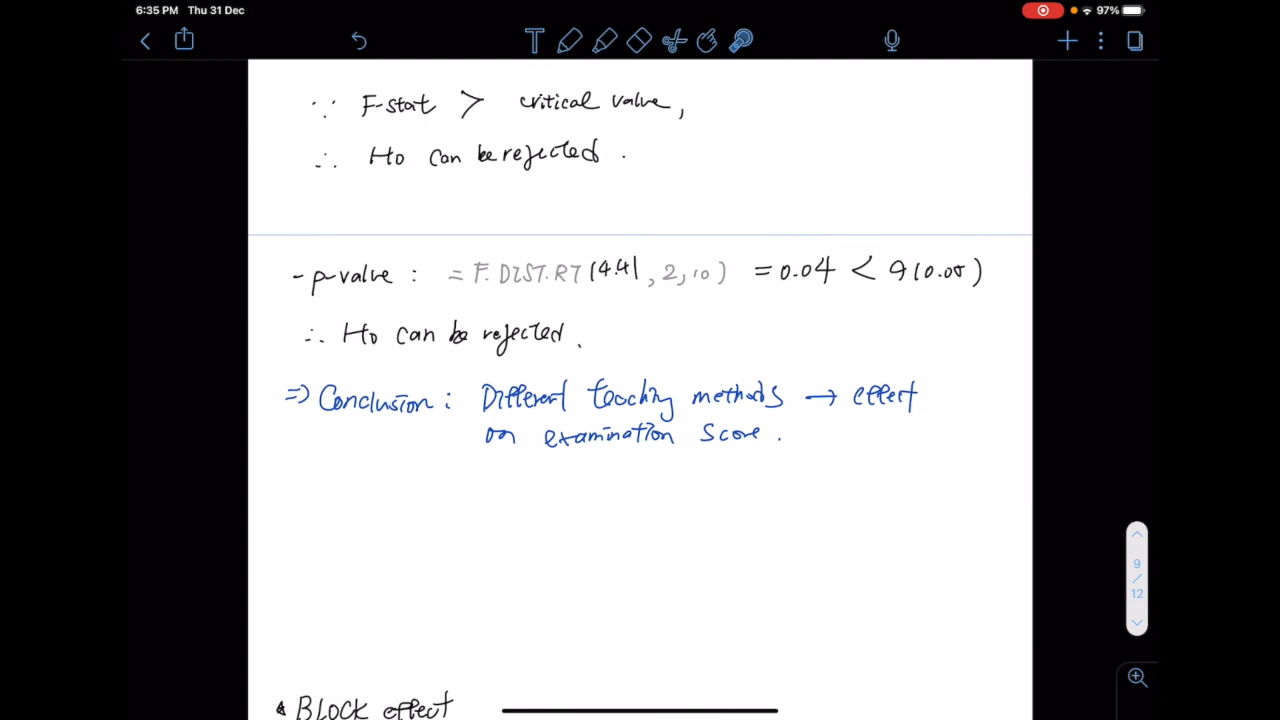 6:35 PM Thu 31 Dec
97%
∵ F-stat > critical value,
∴ Ho can be rejected.
- p-value : = F.DIST.RT(4.41, 2, 10) = 0.04 < α(0.05)
∴ Ho can be rejected.
⇒ Conclusion : Different teaching methods → effect
on examination score.
9
/
12
Block effect